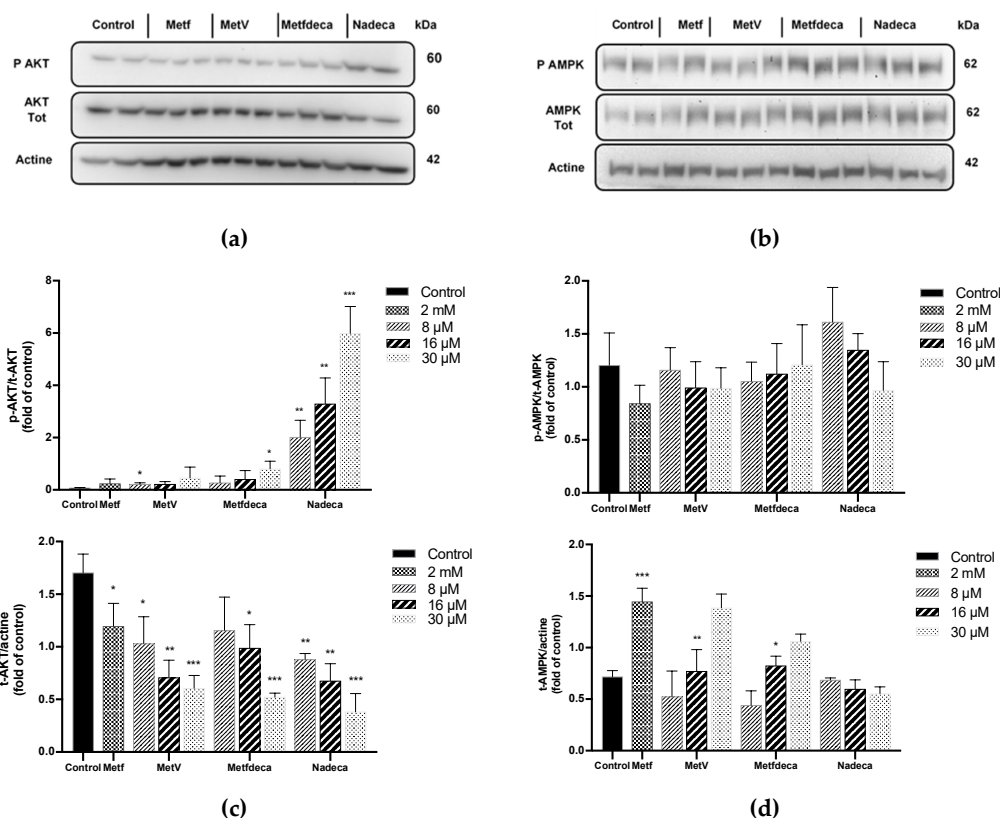 Control Metf MetV Metfdeca Nadeca kDa
P AKT 60
AKT
Tot 60
Actine 42
(a)
Control Metf MetV Metfdeca Nadeca kDa
P AMPK 62
AMPK
Tot 62
Actine 42
(b)
p-AKT/t-AKT
(fold of control)
8
6
4
2
0
* * ** ** ***
Control Metf MetV Metfdeca Nadeca
Control
2 mM
8 µM
16 µM
30 µM
p-AMPK/t-AMPK
(fold of control)
2.0
1.5
1.0
0.5
0.0
Control Metf MetV Metfdeca Nadeca
Control
2 mM
8 µM
16 µM
30 µM
t-AKT/actine
(fold of control)
2.0
1.5
1.0
0.5
0.0
* * ** *** * *** ** ** ***
Control Metf MetV Metfdeca Nadeca
Control
2 mM
8 µM
16 µM
30 µM
(c)
t-AMPK/actine
(fold of control)
2.0
1.5
1.0
0.5
0.0
*** ** *
Control Metf MetV Metfdeca Nadeca
Control
2 mM
8 µM
16 µM
30 µM
(d)